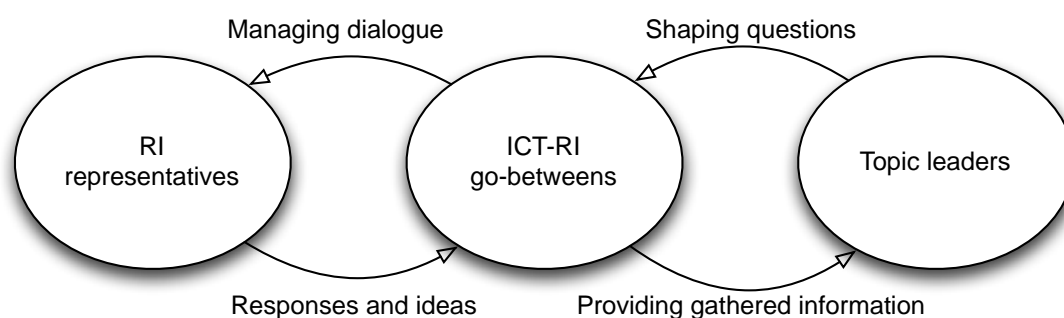 Managing dialogue
Shaping questions
RI
representatives
ICT-RI
go-betweens
Topic leaders
Responses and ideas
Providing gathered information